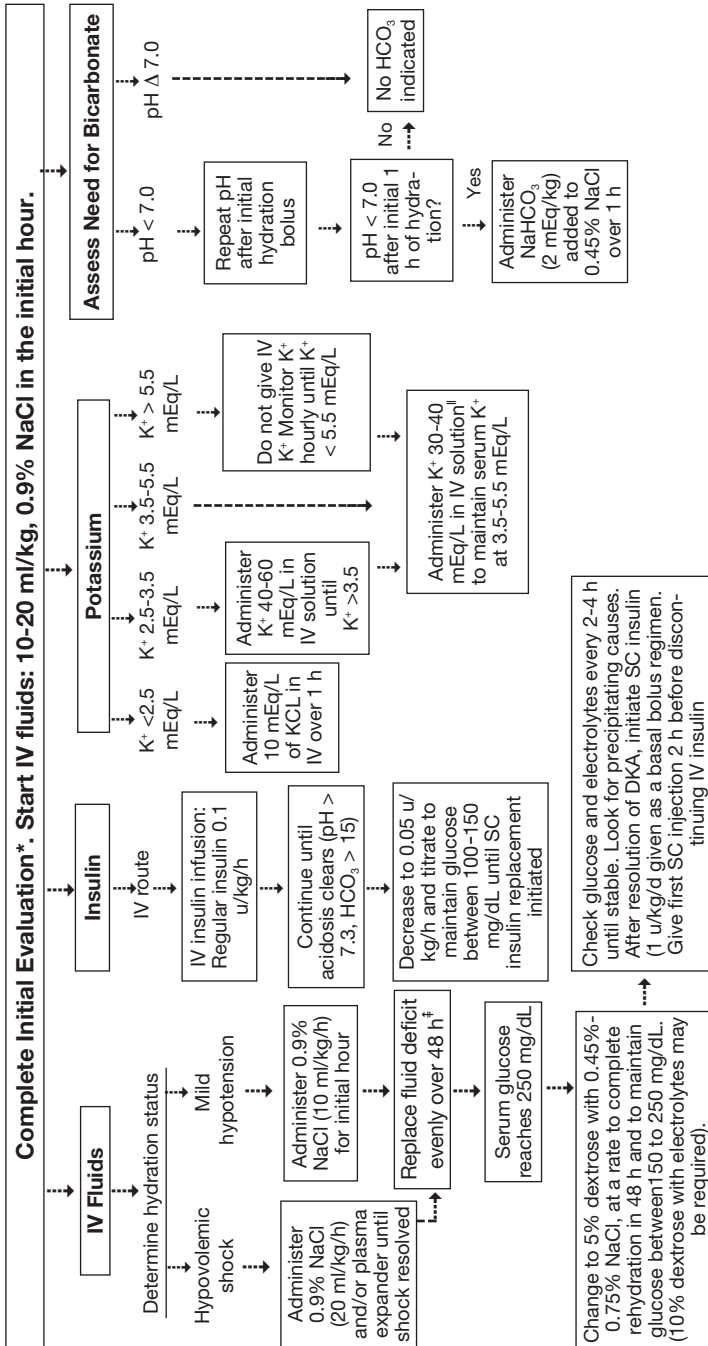 Complete Initial Evaluation*. Start IV fluids: 10-20 ml/kg, 0.9% NaCl in the initial hour.
IV Fluids
Determine hydration status
Hypovolemic
shock
Administer
0.9% NaCl
(20 ml/kg/h)
and/or plasma
expander until
shock resolved
Mild
hypotension
Administer 0.9%
NaCl (10 ml/kg/h)
for initial hour
Replace fluid deficit
evenly over 48 h‡
Serum glucose
reaches 250 mg/dL
Change to 5% dextrose with 0.45%-
0.75% NaCl, at a rate to complete
rehydration in 48 h and to maintain
glucose between150 to 250 mg/dL.
(10% dextrose with electrolytes may
be required).
Insulin
IV route
IV insulin infusion:
Regular insulin 0.1
u/kg/h
Continue until
acidosis clears (pH >
7.3, HCO₃ > 15)
Decrease to 0.05 u/
kg/h and titrate to
maintain glucose
between 100-150
mg/dL until SC
insulin replacement
initiated
Potassium
K⁺ <2.5
mEq/L
Administer
10 mEq/L
of KCL in
IV over 1 h
K⁺ 2.5-3.5
mEq/L
Administer
K⁺ 40-60
mEq/L in
IV solution
until
K⁺ >3.5
K⁺ 3.5-5.5
mEq/L
K⁺ > 5.5
mEq/L
Do not give IV
K⁺ Monitor K⁺
hourly until K⁺
< 5.5 mEq/L
Administer K⁺ 30-40
mEq/L in IV solution‖
to maintain serum K⁺
at 3.5-5.5 mEq/L
Check glucose and electrolytes every 2-4 h
until stable. Look for precipitating causes.
After resolution of DKA, initiate SC insulin
(1 u/kg/d given as a basal bolus regimen.
Give first SC injection 2 h before discon-
tinuing IV insulin
Assess Need for Bicarbonate
pH < 7.0
Repeat pH
after initial
hydration
bolus
pH < 7.0
after initial 1
h of hydra-
tion?
Yes
Administer
NaHCO₃
(2 mEq/kg)
added to
0.45% NaCl
over 1 h
No
pH Δ 7.0
No HCO₃
indicated